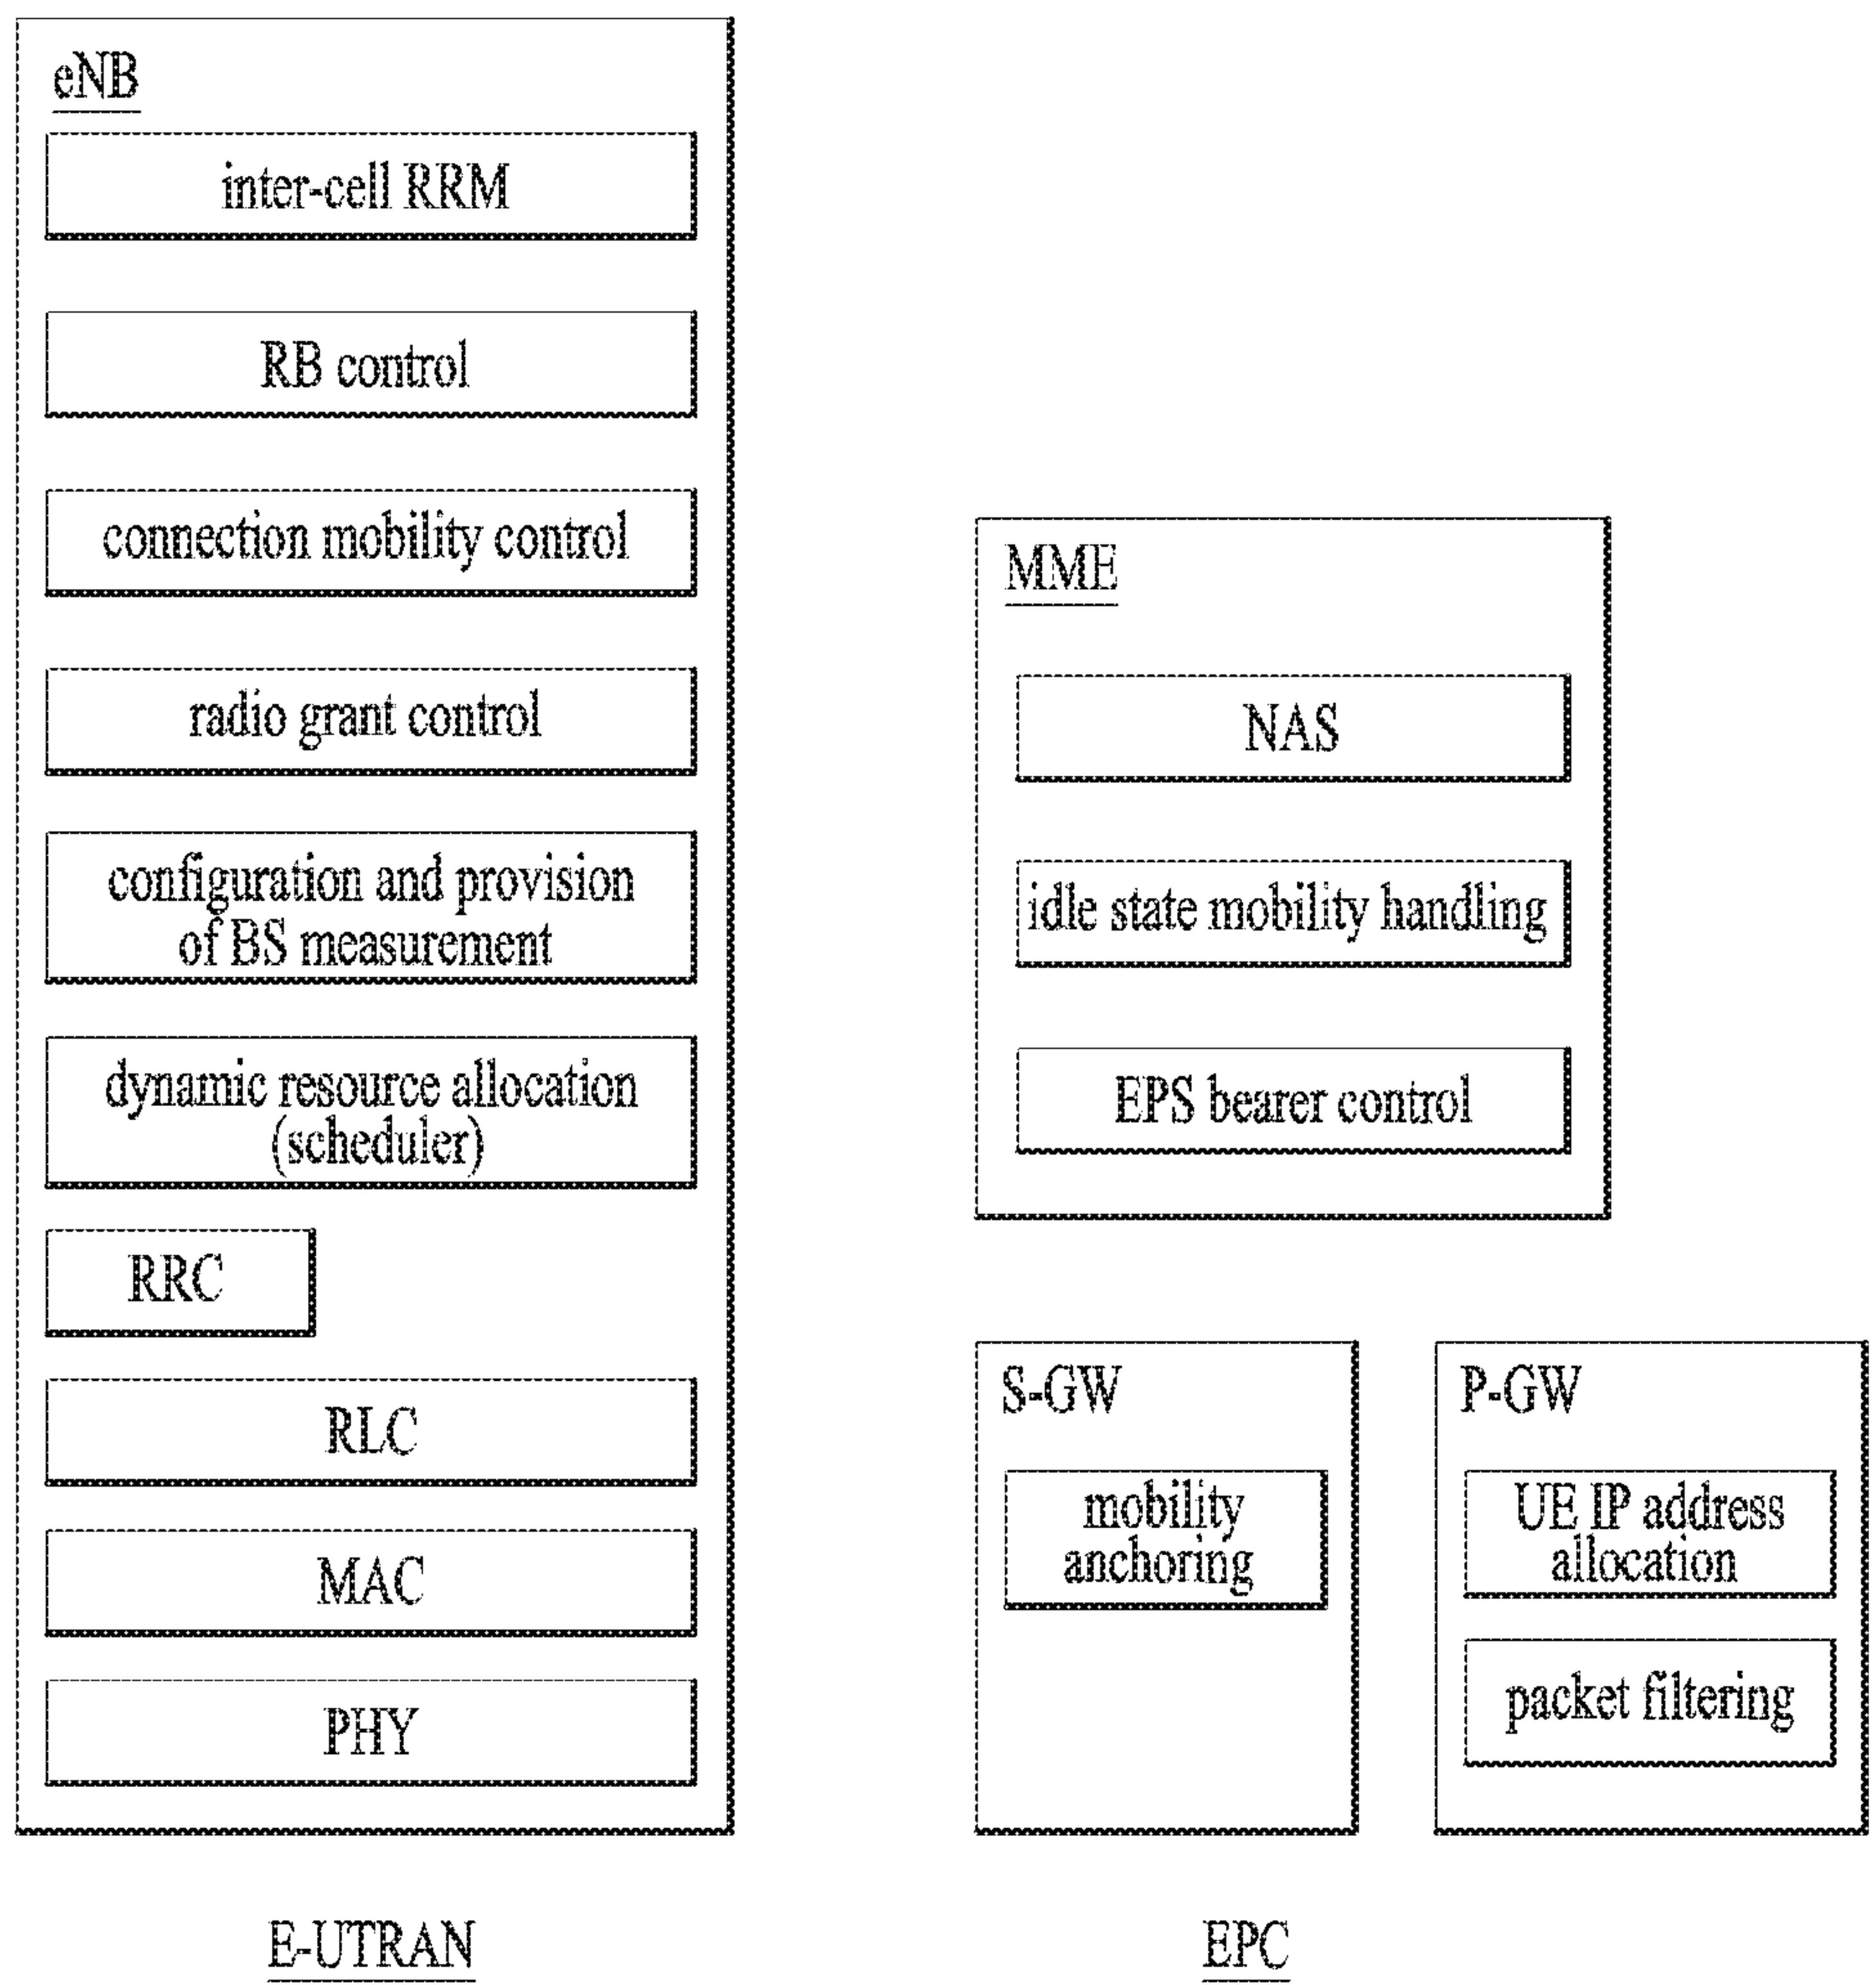 eNB
inter-cell RRM
RB control
connection mobility control
radio grant control
configuration and provision
of BS measurement
dynamic resource allocation
(scheduler)
RRC
RLC
MAC
PHY
E-UTRAN
MME
NAS
idle state mobility handling
EPS bearer control
S-GW
mobility
anchoring
P-GW
UE IP address
allocation
packet filtering
EPC